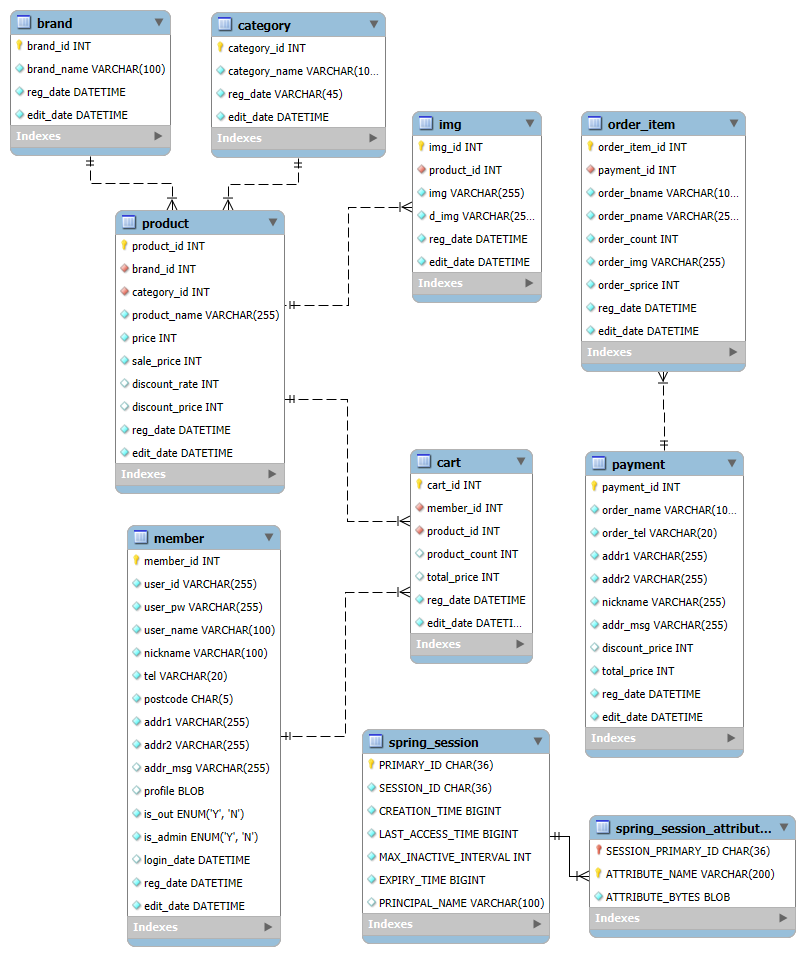 brand
brand_id INT
brand_name VARCHAR(100)
reg_date DATETIME
edit_date DATETIME
Indexes
category
category_id INT
category_name VARCHAR(10...
reg_date VARCHAR(45)
edit_date DATETIME
Indexes
img
img_id INT
product_id INT
img VARCHAR(255)
d_img VARCHAR(25...
reg_date DATETIME
edit_date DATETIME
Indexes
order_item
order_item_id INT
payment_id INT
order_bname VARCHAR(10...
order_pname VARCHAR(25...
order_count INT
order_img VARCHAR(255)
order_sprice INT
reg_date DATETIME
edit_date DATETIME
Indexes
product
product_id INT
brand_id INT
category_id INT
product_name VARCHAR(255)
price INT
sale_price INT
discount_rate INT
discount_price INT
reg_date DATETIME
edit_date DATETIME
Indexes
cart
cart_id INT
member_id INT
product_id INT
product_count INT
total_price INT
reg_date DATETIME
edit_date DATETI...
Indexes
payment
payment_id INT
order_name VARCHAR(10...
order_tel VARCHAR(20)
addr1 VARCHAR(255)
addr2 VARCHAR(255)
nickname VARCHAR(255)
addr_msg VARCHAR(255)
discount_price INT
total_price INT
reg_date DATETIME
edit_date DATETIME
Indexes
member
member_id INT
user_id VARCHAR(255)
user_pw VARCHAR(255)
user_name VARCHAR(100)
nickname VARCHAR(100)
tel VARCHAR(20)
postcode CHAR(5)
addr1 VARCHAR(255)
addr2 VARCHAR(255)
addr_msg VARCHAR(255)
profile BLOB
is_out ENUM('Y', 'N')
is_admin ENUM('Y', 'N')
login_date DATETIME
reg_date DATETIME
edit_date DATETIME
Indexes
spring_session
PRIMARY_ID CHAR(36)
SESSION_ID CHAR(36)
CREATION_TIME BIGINT
LAST_ACCESS_TIME BIGINT
MAX_INACTIVE_INTERVAL INT
EXPIRY_TIME BIGINT
PRINCIPAL_NAME VARCHAR(100)
Indexes
spring_session_attribut...
SESSION_PRIMARY_ID CHAR(36)
ATTRIBUTE_NAME VARCHAR(200)
ATTRIBUTE_BYTES BLOB
Indexes